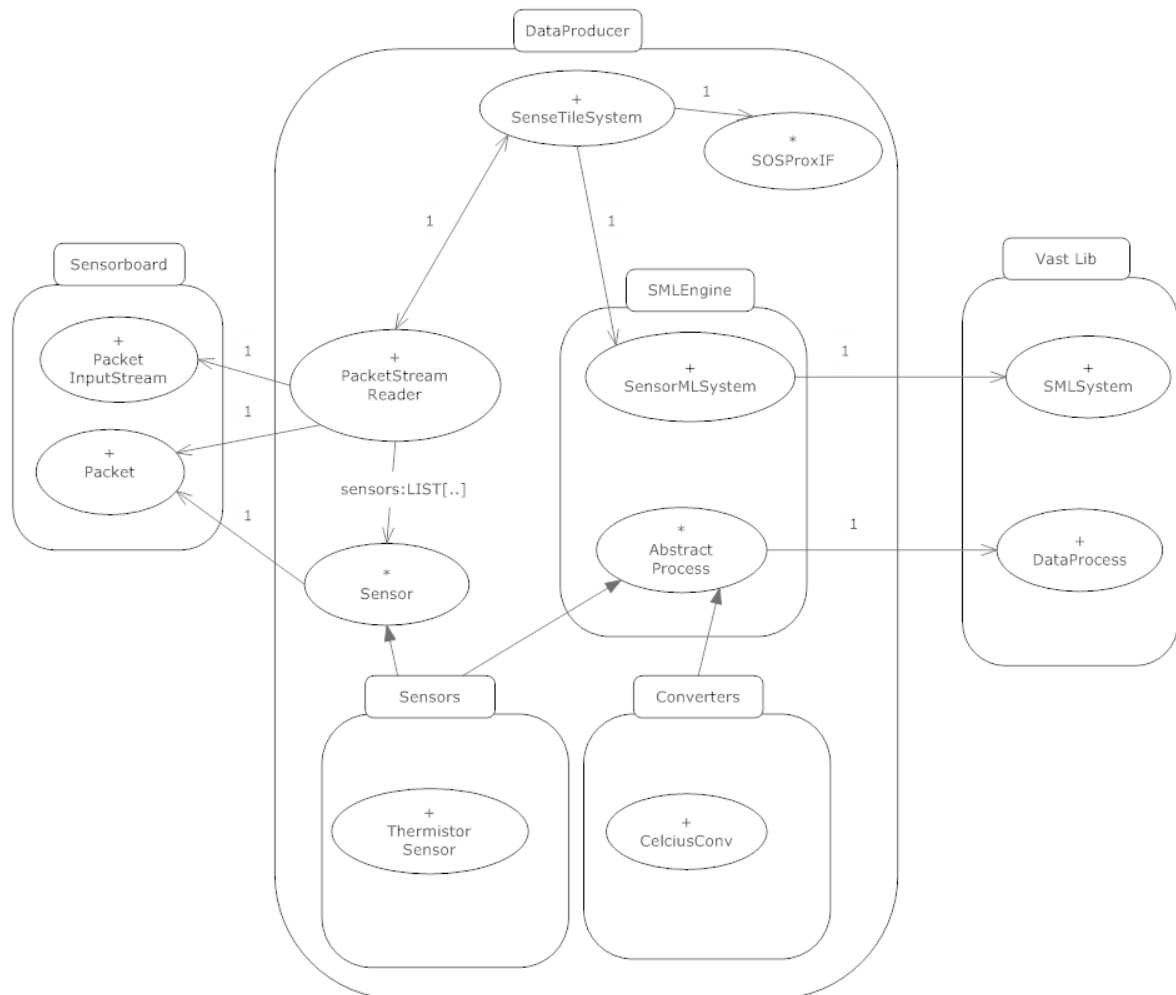 DataProducer
+
SenseTileSystem
1
*
SOSProxIF
1
1
Sensorboard
Vast Lib
SMLEngine
+
Packet
InputStream
1
+
PacketStream
Reader
+
SensorMLSystem
1
+
SMLSystem
1
+
Packet
sensors:LIST[..]
1
*
Sensor
*
Abstract
Process
1
+
DataProcess
Sensors
Converters
+
Thermistor
Sensor
+
CelciusConv